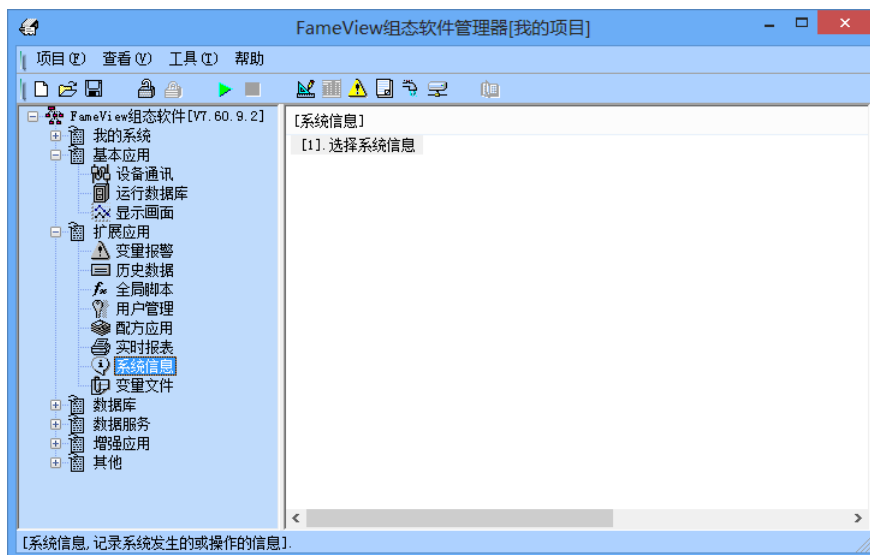 FameView组态软件管理器[我的项目]
项目(F) 查看(V) 工具(T) 帮助
FameView组态软件[V7.60.9.2]
我的系统
基本应用
设备通讯
运行数据库
显示画面
扩展应用
变量报警
历史数据
全局脚本
用户管理
配方应用
实时报表
系统信息
变量文件
数据库
数据服务
增强应用
其他
[系统信息]
[1].选择系统信息
[系统信息,记录系统发生的或操作的信息].